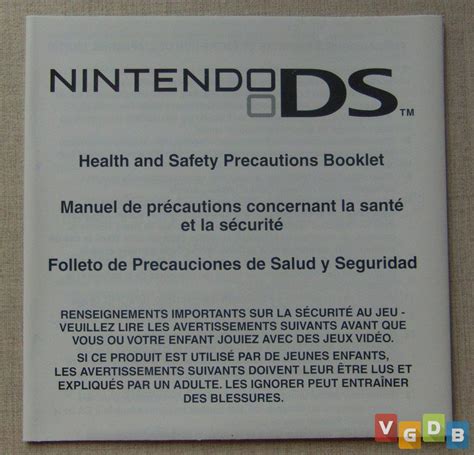 NINTENDO DS™
Health and Safety Precautions Booklet
Manuel de précautions concernant la santé
et la sécurité
Folleto de Precauciones de Salud y Seguridad
RENSEIGNEMENTS IMPORTANTS SUR LA SÉCURITÉ AU JEU -
VEUILLEZ LIRE LES AVERTISSEMENTS SUIVANTS AVANT QUE
VOUS OU VOTRE ENFANT JOUIEZ AVEC DES JEUX VIDÉO.
SI CE PRODUIT EST UTILISÉ PAR DE JEUNES ENFANTS,
LES AVERTISSEMENTS SUIVANTS DOIVENT LEUR ÊTRE LUS ET
EXPLIQUÉS PAR UN ADULTE. LES IGNORER PEUT ENTRAÎNER
DES BLESSURES.
VGDB